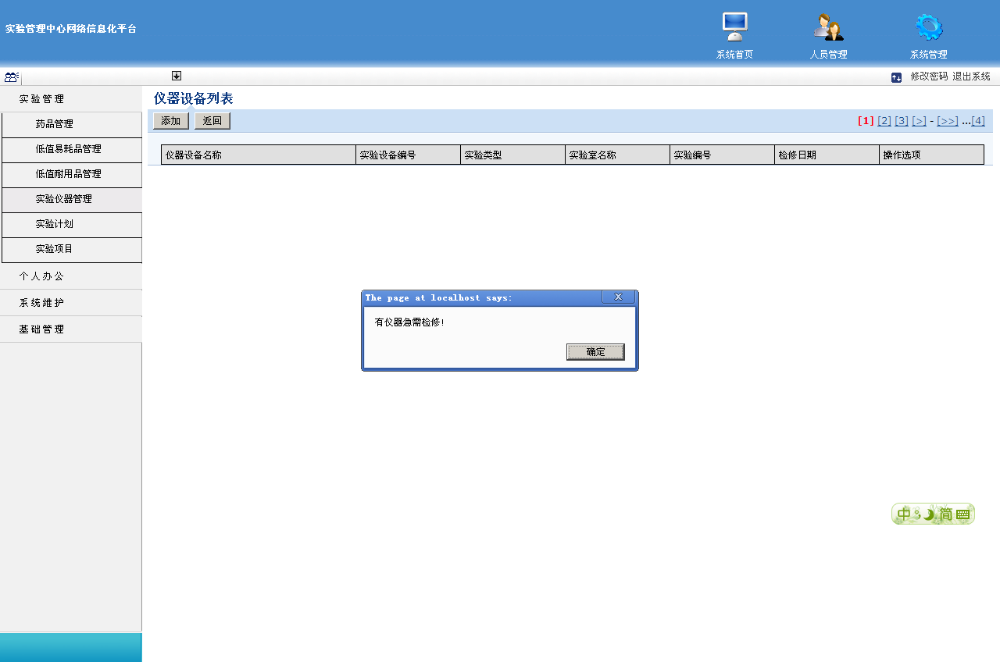 实验管理中心网络信息化平台
系统首页 人员管理 系统管理
修改密码 退出系统
实验管理
药品管理
低值易耗品管理
低值耐用品管理
实验仪器管理
实验计划
实验项目
个人办公
系统维护
基础管理
仪器设备列表
添加 返回 [1] [2] [3] [>] - [>>] ...[4]
仪器设备名称 实验设备编号 实验类型 实验室名称 实验编号 检修日期 操作选项
The page at localhost says: X
有仪器急需检修!
确定
中 简